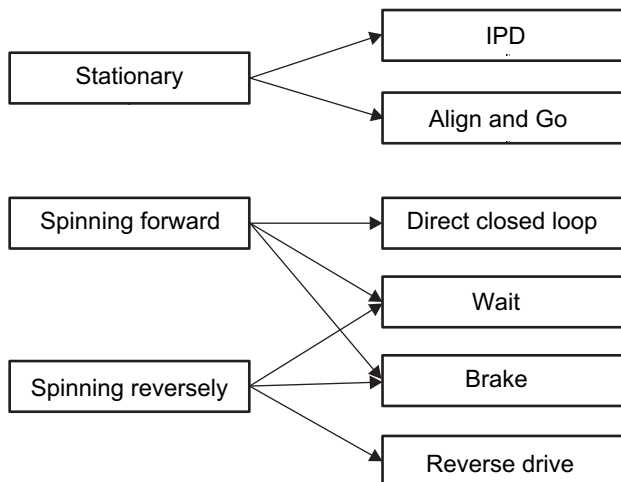 IPD
Stationary
Align and Go
Spinning forward
Direct closed loop
Wait
Spinning reversely
Brake
Reverse drive